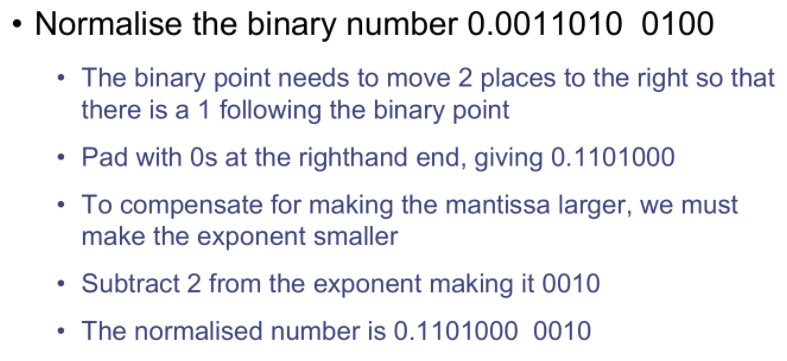 • Normalise the binary number 0.0011010  0100
• The binary point needs to move 2 places to the right so that
there is a 1 following the binary point
• Pad with 0s at the righthand end, giving 0.1101000
• To compensate for making the mantissa larger, we must
make the exponent smaller
• Subtract 2 from the exponent making it 0010
• The normalised number is 0.1101000  0010